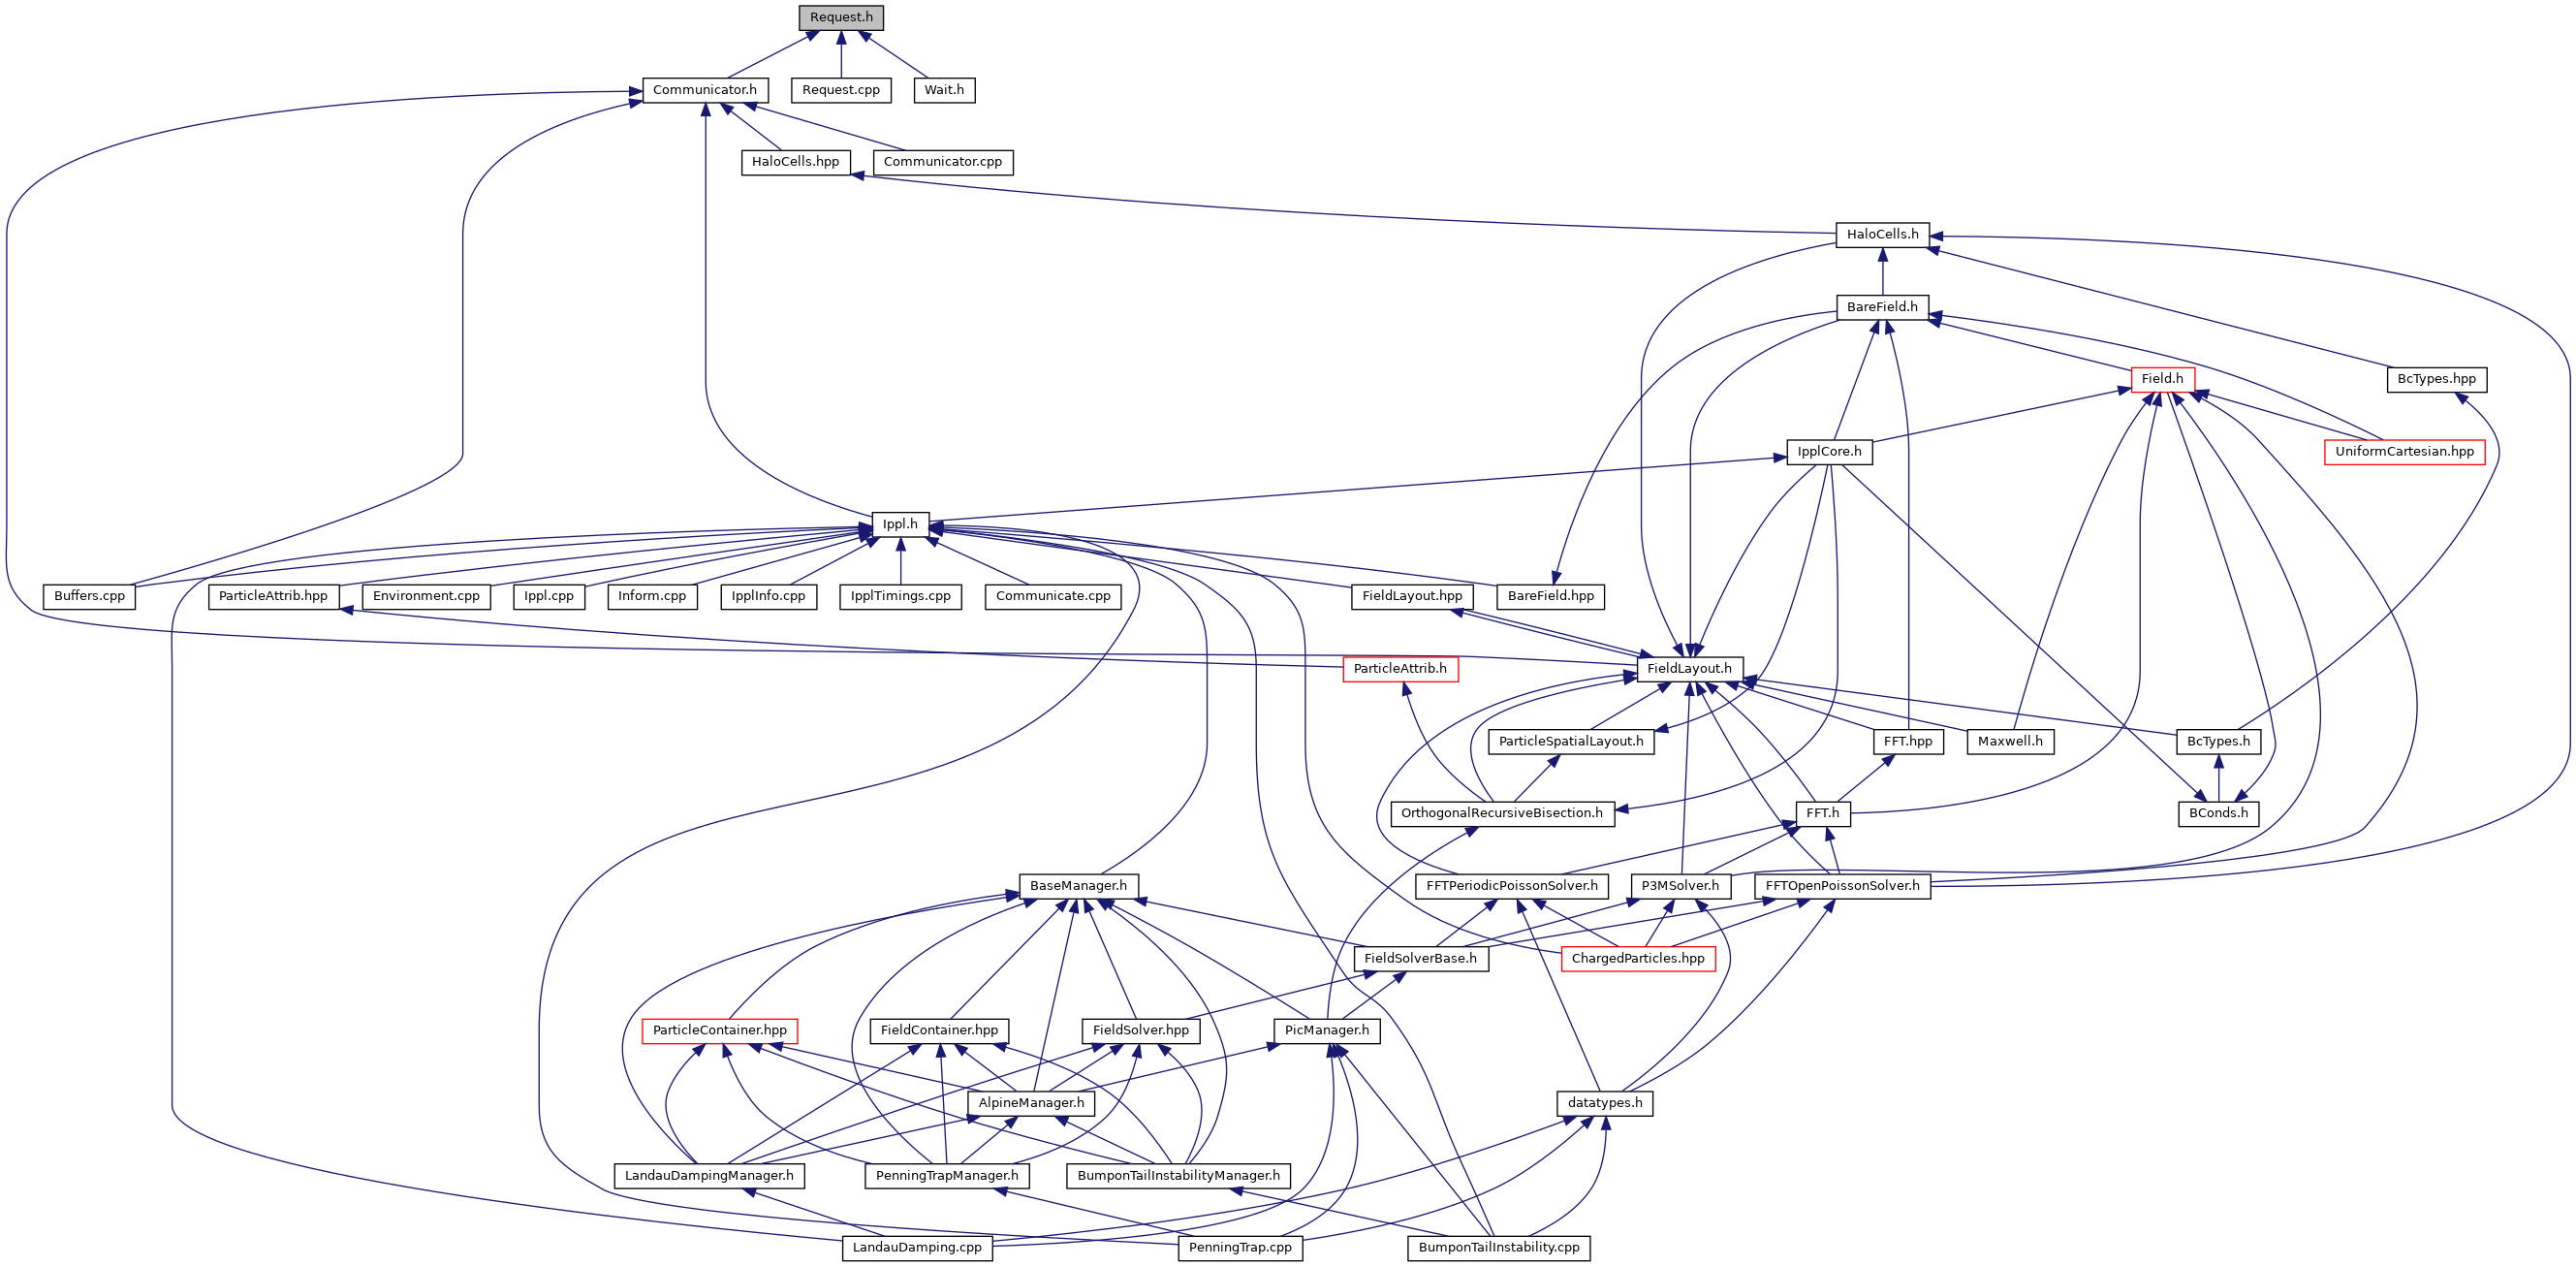 Request.h
Communicator.h
Request.cpp
Wait.h
HaloCells.hpp
Communicator.cpp
HaloCells.h
BareField.h
Field.h
BcTypes.hpp
IpplCore.h
UniformCartesian.hpp
Ippl.h
Buffers.cpp
ParticleAttrib.hpp
Environment.cpp
Ippl.cpp
Inform.cpp
IpplInfo.cpp
IpplTimings.cpp
Communicate.cpp
FieldLayout.hpp
BareField.hpp
ParticleAttrib.h
FieldLayout.h
ParticleSpatialLayout.h
FFT.hpp
Maxwell.h
BcTypes.h
OrthogonalRecursiveBisection.h
FFT.h
BConds.h
BaseManager.h
FFTPeriodicPoissonSolver.h
P3MSolver.h
FFTOpenPoissonSolver.h
FieldSolverBase.h
ChargedParticles.hpp
ParticleContainer.hpp
FieldContainer.hpp
FieldSolver.hpp
PicManager.h
AlpineManager.h
datatypes.h
LandauDampingManager.h
PenningTrapManager.h
BumponTailInstabilityManager.h
LandauDamping.cpp
PenningTrap.cpp
BumponTailInstability.cpp